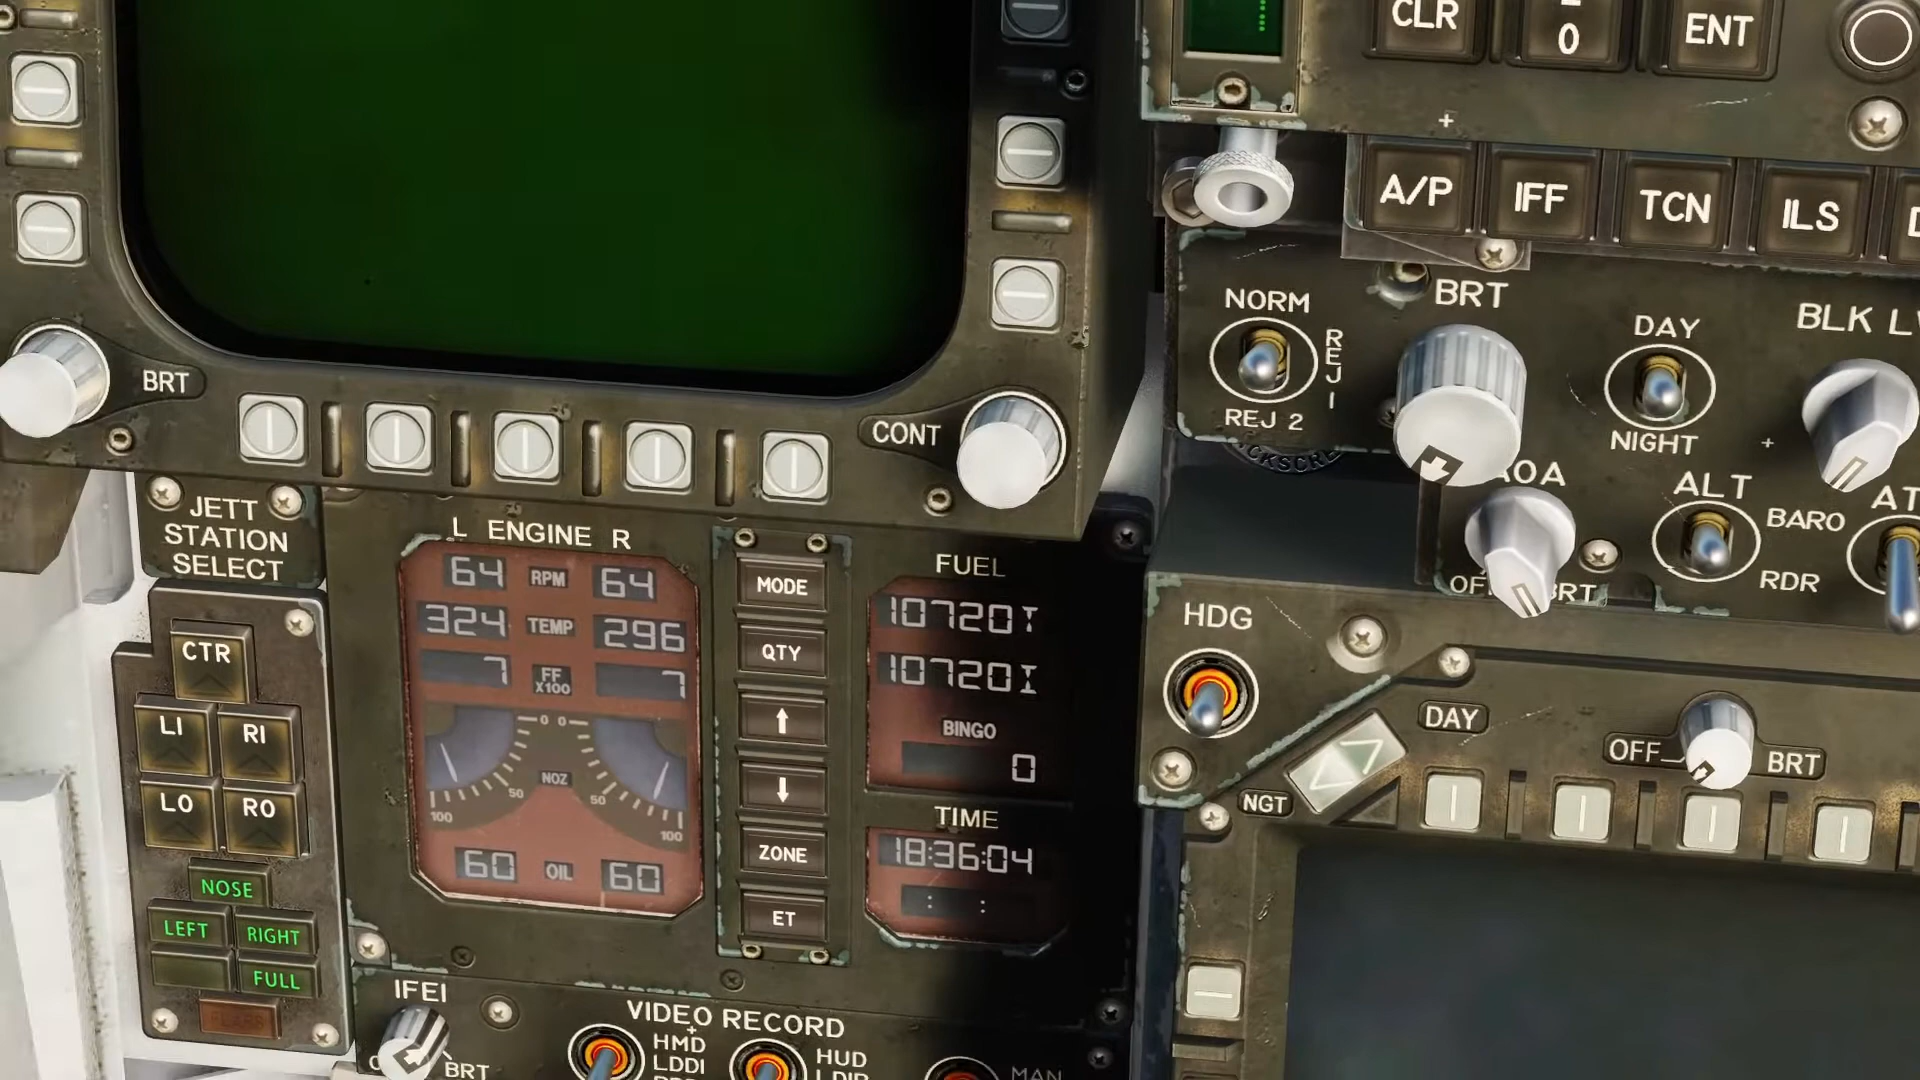 CLR
0
ENT
A/P
IFF
TCN
ILS
NORM
REJ 1
REJ 2
BRT
DAY
NIGHT
BLK
AOA
ALT
BARO
RDR
BRT
CONT
JETT
STATION
SELECT
CTR
LI
RI
LO
RO
NOSE
LEFT
RIGHT
FULL
L ENGINE R
64 RPM 64
324 TEMP 296
7 FF X100 7
0 0
NOZ
50 50
100 100
60 OIL 60
MODE
QTY
ZONE
ET
FUEL
10720T
10720I
BINGO
0
TIME
18:36:04
: :
HDG
DAY
NGT
OFF
BRT
IFEI
BRT
VIDEO RECORD
HMD
LDDI
HUD
MAN